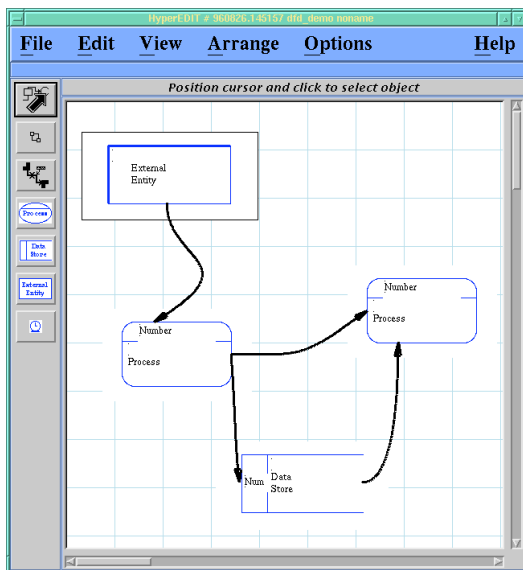 HyperEDIT # 960826.145157 dfd_demo noname
File Edit View Arrange Options Help
Position cursor and click to select object
Process
Data
Store
External
Entity
External
Entity
Number
Process
Number
Process
Num
Data
Store